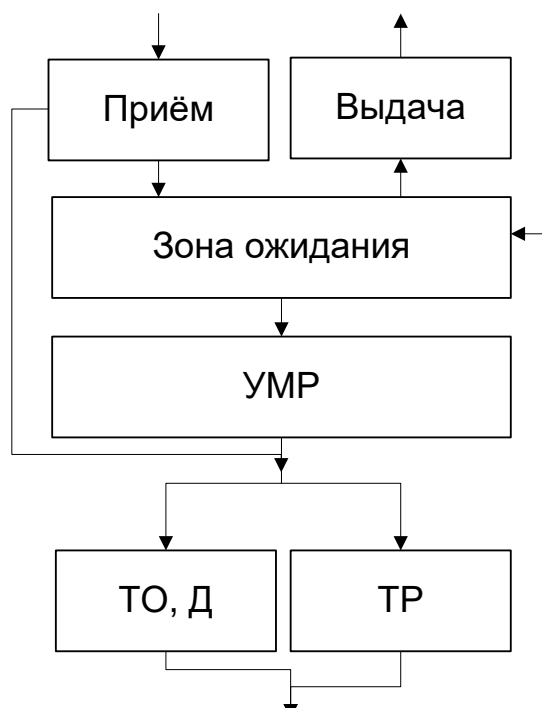 Приём
Выдача
Зона ожидания
УМР
ТО, Д
ТР